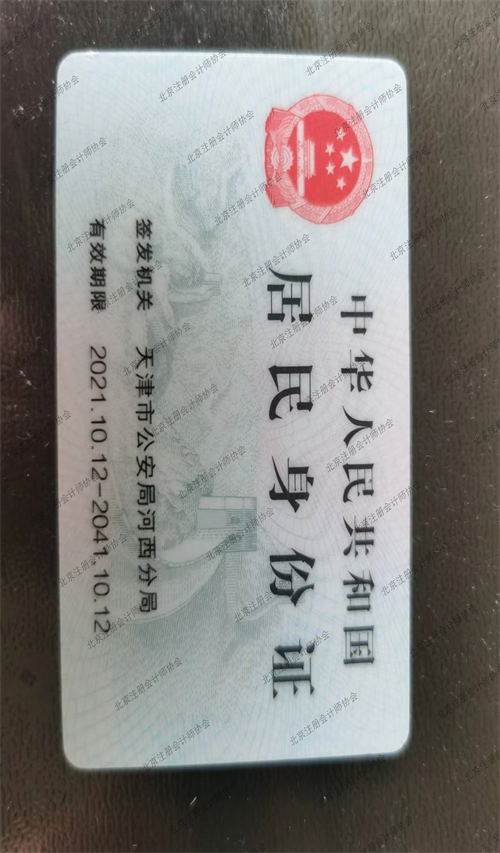 中华人民共和国
居民身份证
签发机关 天津市公安局河西分局
有效期限 2021.10.12-2041.10.12
北京注册会计师协会